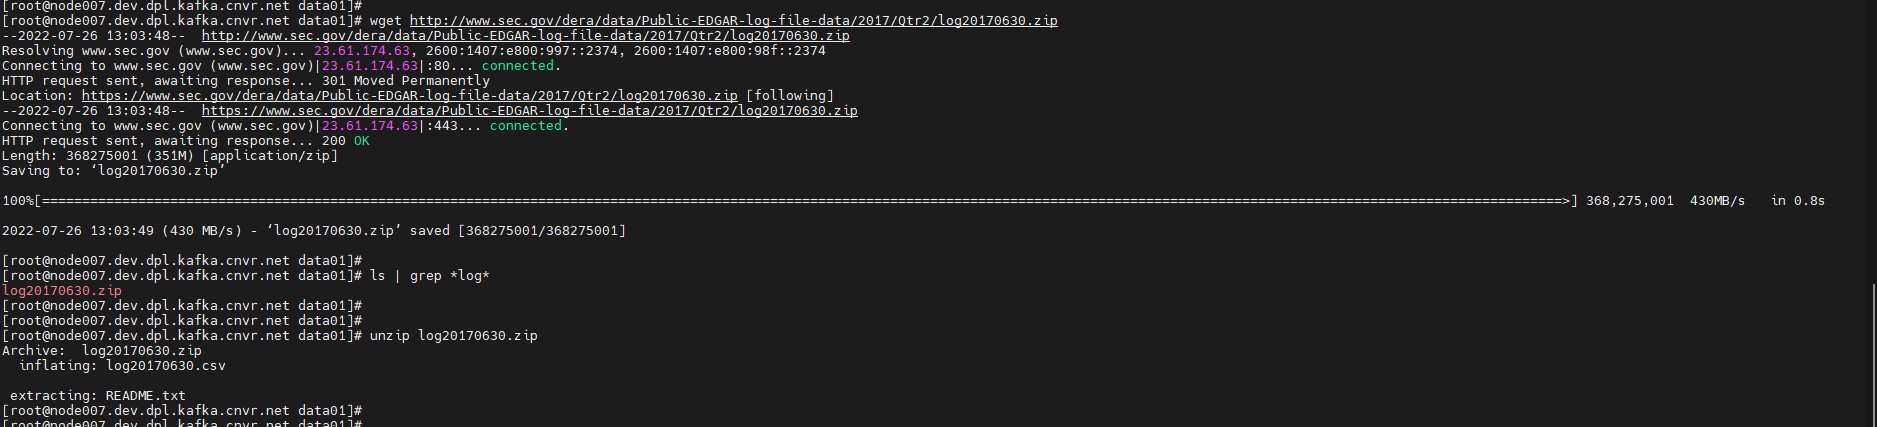 [root@node007.dev.dpl.kafka.cnvr.net data01]#
[root@node007.dev.dpl.kafka.cnvr.net data01]# wget http://www.sec.gov/dera/data/Public-EDGAR-log-file-data/2017/Qtr2/log20170630.zip
--2022-07-26 13:03:48--  http://www.sec.gov/dera/data/Public-EDGAR-log-file-data/2017/Qtr2/log20170630.zip
Resolving www.sec.gov (www.sec.gov)... 23.61.174.63, 2600:1407:e800:997::2374, 2600:1407:e800:98f::2374
Connecting to www.sec.gov (www.sec.gov)|23.61.174.63|:80... connected.
HTTP request sent, awaiting response... 301 Moved Permanently
Location: https://www.sec.gov/dera/data/Public-EDGAR-log-file-data/2017/Qtr2/log20170630.zip [following]
--2022-07-26 13:03:48--  https://www.sec.gov/dera/data/Public-EDGAR-log-file-data/2017/Qtr2/log20170630.zip
Connecting to www.sec.gov (www.sec.gov)|23.61.174.63|:443... connected.
HTTP request sent, awaiting response... 200 OK
Length: 368275001 (351M) [application/zip]
Saving to: ‘log20170630.zip’
100%[==============================================================================================================================================================================================>] 368,275,001  430MB/s   in 0.8s
2022-07-26 13:03:49 (430 MB/s) - ‘log20170630.zip’ saved [368275001/368275001]
[root@node007.dev.dpl.kafka.cnvr.net data01]#
[root@node007.dev.dpl.kafka.cnvr.net data01]# ls | grep *log*
log20170630.zip
[root@node007.dev.dpl.kafka.cnvr.net data01]#
[root@node007.dev.dpl.kafka.cnvr.net data01]#
[root@node007.dev.dpl.kafka.cnvr.net data01]# unzip log20170630.zip
Archive:  log20170630.zip
  inflating: log20170630.csv
 extracting: README.txt
[root@node007.dev.dpl.kafka.cnvr.net data01]#
[root@node007.dev.dpl.kafka.cnvr.net data01]#